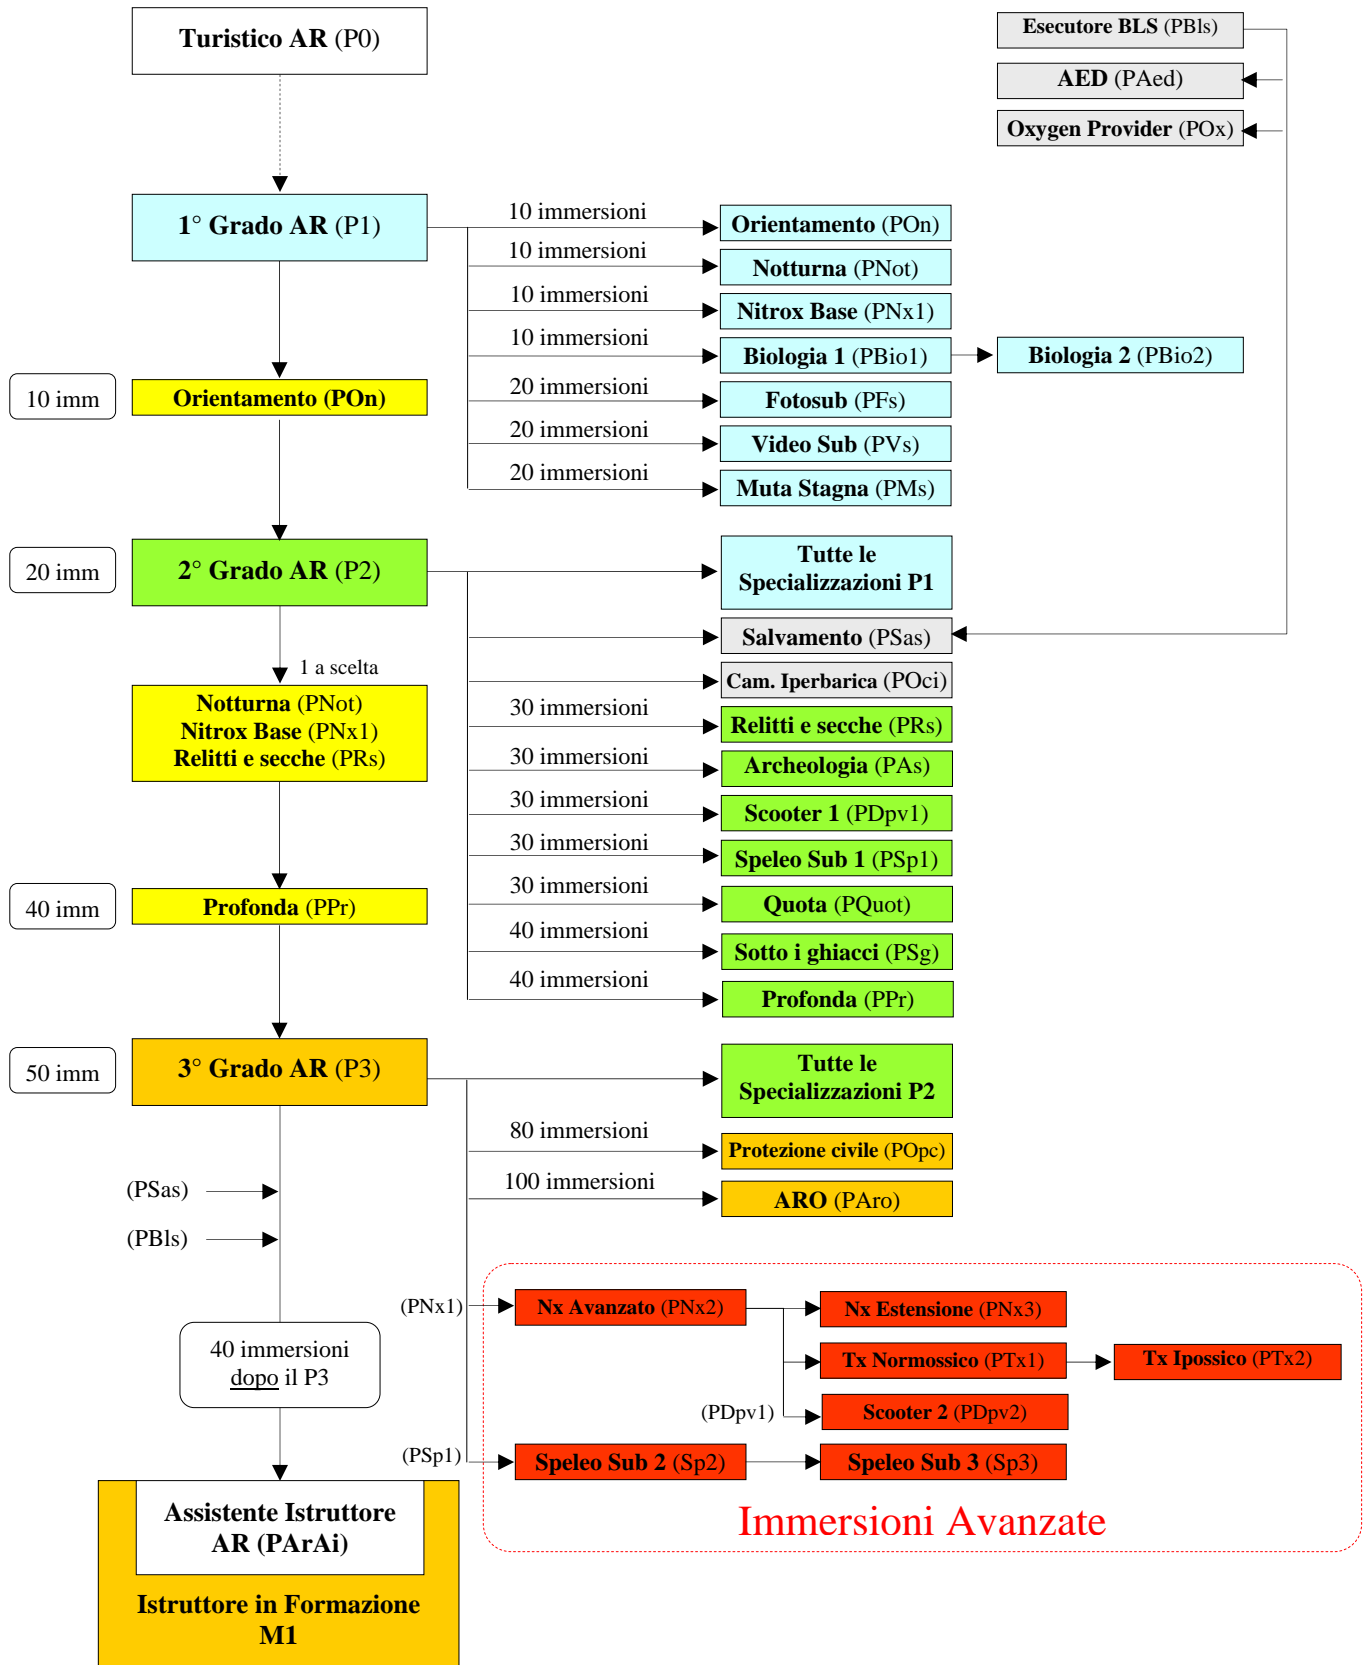 Turistico AR (P0)
Esecutore BLS (PBls)
AED (PAed)
Oxygen Provider (POx)
1° Grado AR (P1)
10 immersioni
Orientamento (POn)
10 immersioni
Notturna (PNot)
10 immersioni
Nitrox Base (PNx1)
10 immersioni
Biologia 1 (PBio1)
Biologia 2 (PBio2)
20 immersioni
Fotosub (PFs)
20 immersioni
Video Sub (PVs)
20 immersioni
Muta Stagna (PMs)
10 imm
Orientamento (POn)
20 imm
2° Grado AR (P2)
Tutte le
Specializzazioni P1
Salvamento (PSas)
Cam. Iperbarica (POci)
30 immersioni
Relitti e secche (PRs)
30 immersioni
Archeologia (PAs)
30 immersioni
Scooter 1 (PDpv1)
30 immersioni
Speleo Sub 1 (PSp1)
30 immersioni
Quota (PQuot)
40 immersioni
Sotto i ghiacci (PSg)
40 immersioni
Profonda (PPr)
1 a scelta
Notturna (PNot)
Nitrox Base (PNx1)
Relitti e secche (PRs)
40 imm
Profonda (PPr)
50 imm
3° Grado AR (P3)
Tutte le
Specializzazioni P2
80 immersioni
Protezione civile (POpc)
100 immersioni
ARO (PAro)
(PSas)
(PBls)
40 immersioni
dopo il P3
(PNx1)
Nx Avanzato (PNx2)
Nx Estensione (PNx3)
Tx Normossico (PTx1)
Tx Ipossico (PTx2)
(PDpv1)
Scooter 2 (PDpv2)
(PSp1)
Speleo Sub 2 (Sp2)
Speleo Sub 3 (Sp3)
Immersioni Avanzate
Assistente Istruttore
AR (PArAi)
Istruttore in Formazione
M1